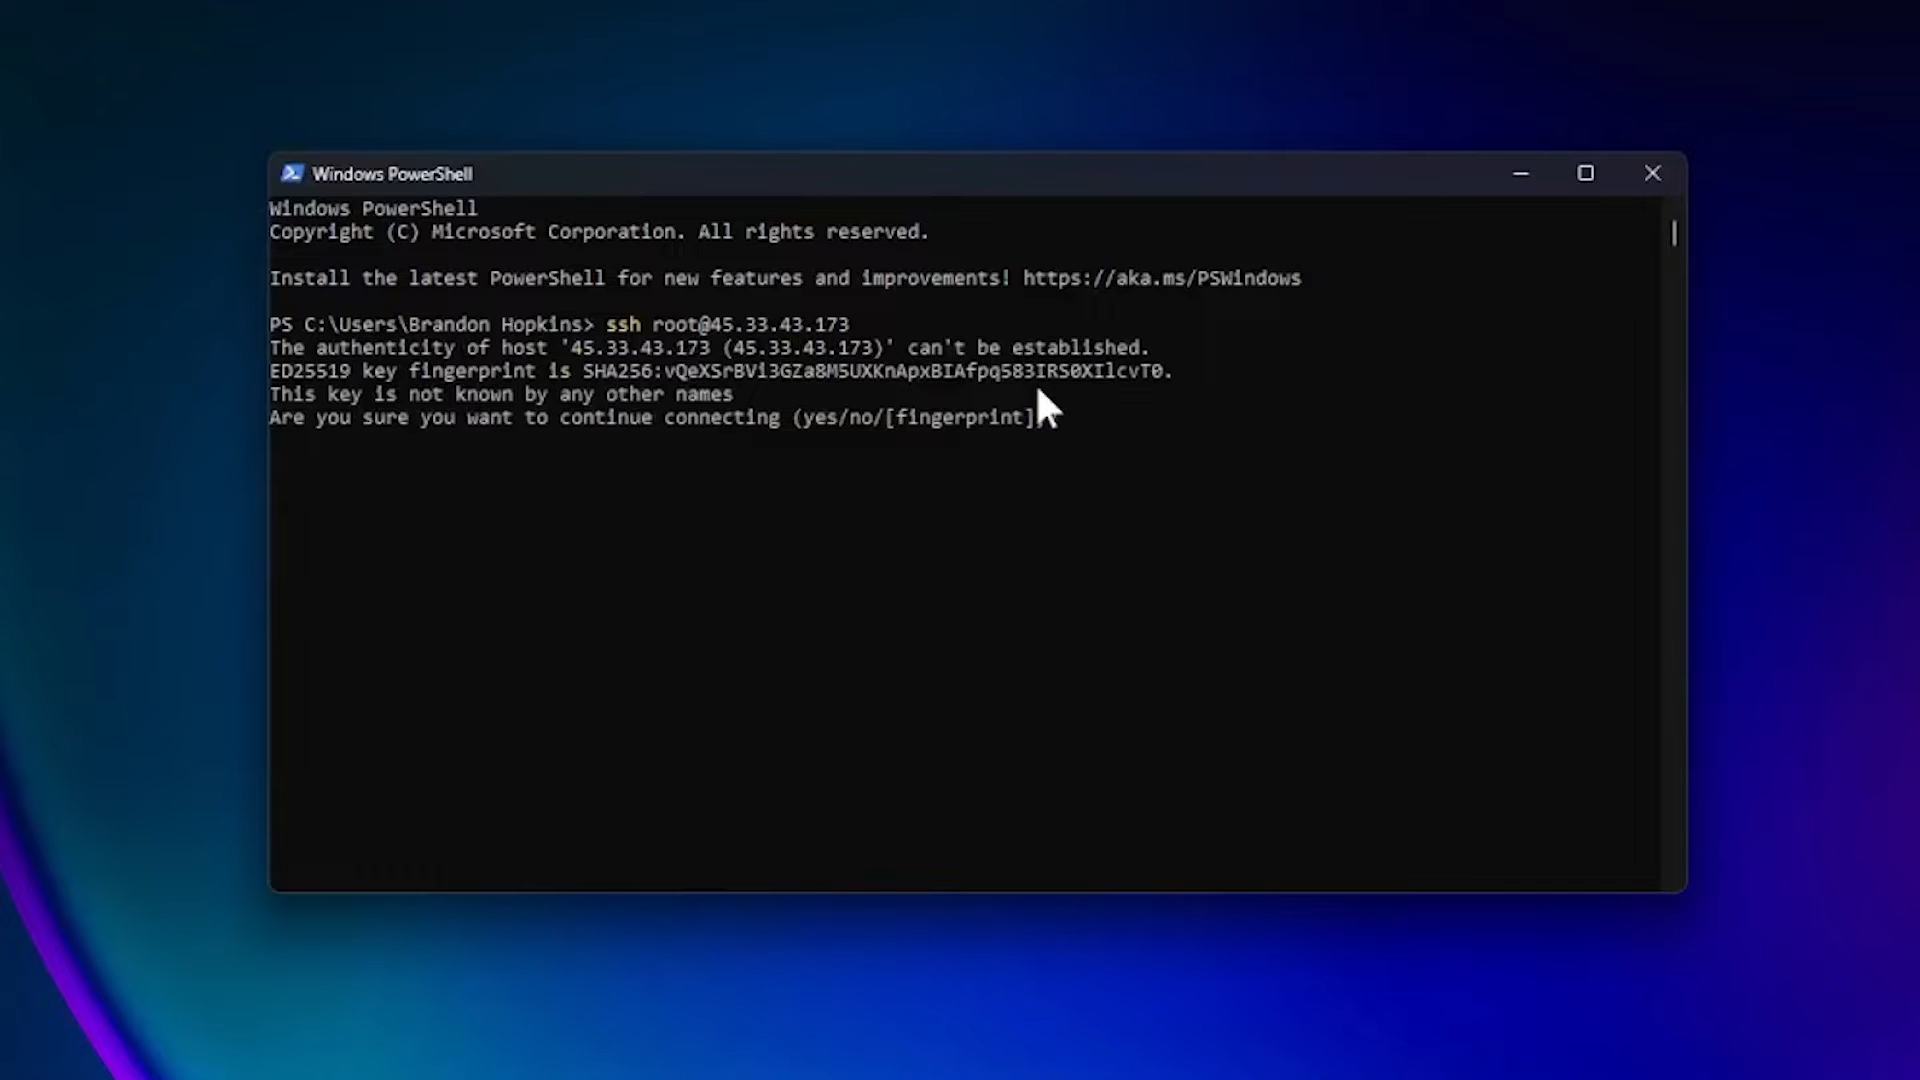 Windows PowerShell
Windows PowerShell
Copyright (C) Microsoft Corporation. All rights reserved.
Install the latest PowerShell for new features and improvements! https://aka.ms/PSWindows
PS C:\Users\Brandon Hopkins> ssh root@45.33.43.173
The authenticity of host '45.33.43.173 (45.33.43.173)' can't be established.
ED25519 key fingerprint is SHA256:vQeXSrBVi3GZa8M5UXKnApxBIAfpq583IRS0XIlcvT0.
This key is not known by any other names
Are you sure you want to continue connecting (yes/no/[fingerprint]